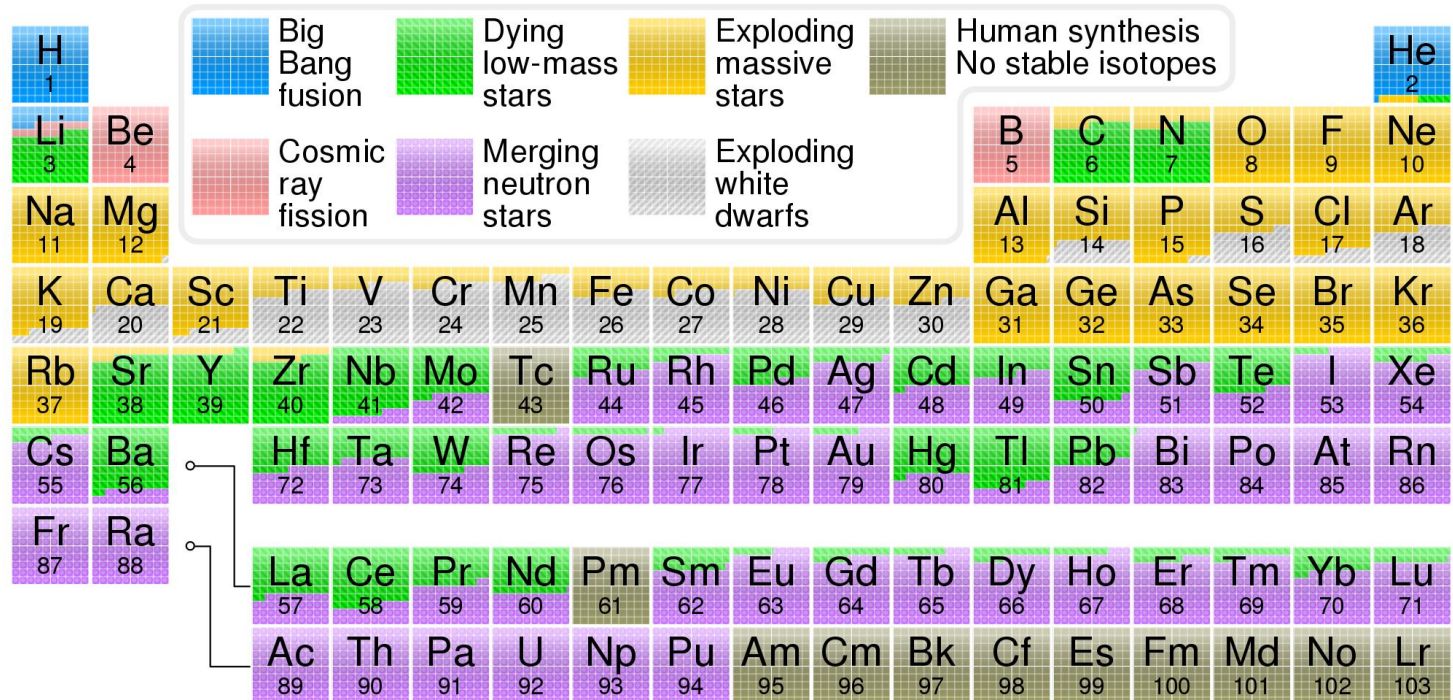 Big Bang fusion
Dying low-mass stars
Exploding massive stars
Human synthesis
No stable isotopes
Cosmic ray fission
Merging neutron stars
Exploding white dwarfs
H He
1 2
Li Be B C N O F Ne
3 4 5 6 7 8 9 10
Na Mg Al Si P S Cl Ar
11 12 13 14 15 16 17 18
K Ca Sc Ti V Cr Mn Fe Co Ni Cu Zn Ga Ge As Se Br Kr
19 20 21 22 23 24 25 26 27 28 29 30 31 32 33 34 35 36
Rb Sr Y Zr Nb Mo Tc Ru Rh Pd Ag Cd In Sn Sb Te I Xe
37 38 39 40 41 42 43 44 45 46 47 48 49 50 51 52 53 54
Cs Ba Hf Ta W Re Os Ir Pt Au Hg Tl Pb Bi Po At Rn
55 56 72 73 74 75 76 77 78 79 80 81 82 83 84 85 86
Fr Ra
87 88
La Ce Pr Nd Pm Sm Eu Gd Tb Dy Ho Er Tm Yb Lu
57 58 59 60 61 62 63 64 65 66 67 68 69 70 71
Ac Th Pa U Np Pu Am Cm Bk Cf Es Fm Md No Lr
89 90 91 92 93 94 95 96 97 98 99 100 101 102 103